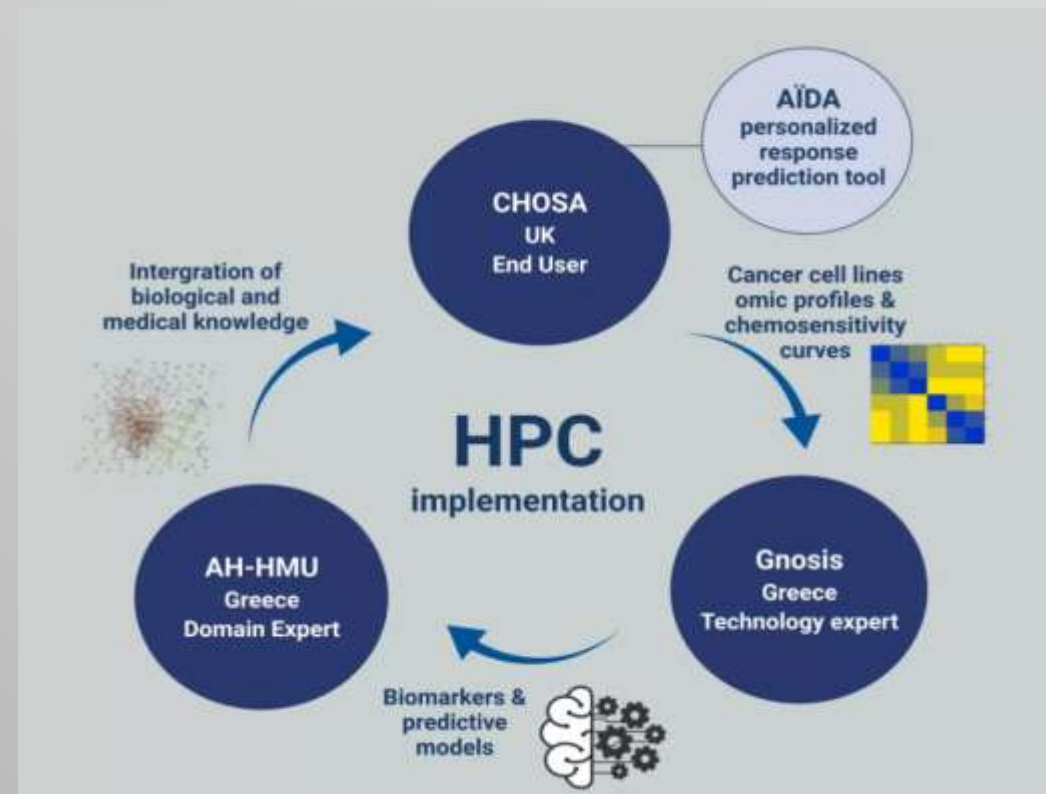 AÏDA
personalized
response
prediction tool
CHOSA
UK
End User
Intergration of
biological and
medical knowledge
Cancer cell lines
omic profiles &
chemosensitivity
curves
HPC
implementation
AH-HMU
Greece
Domain Expert
Gnosis
Greece
Technology expert
Biomarkers &
predictive
models